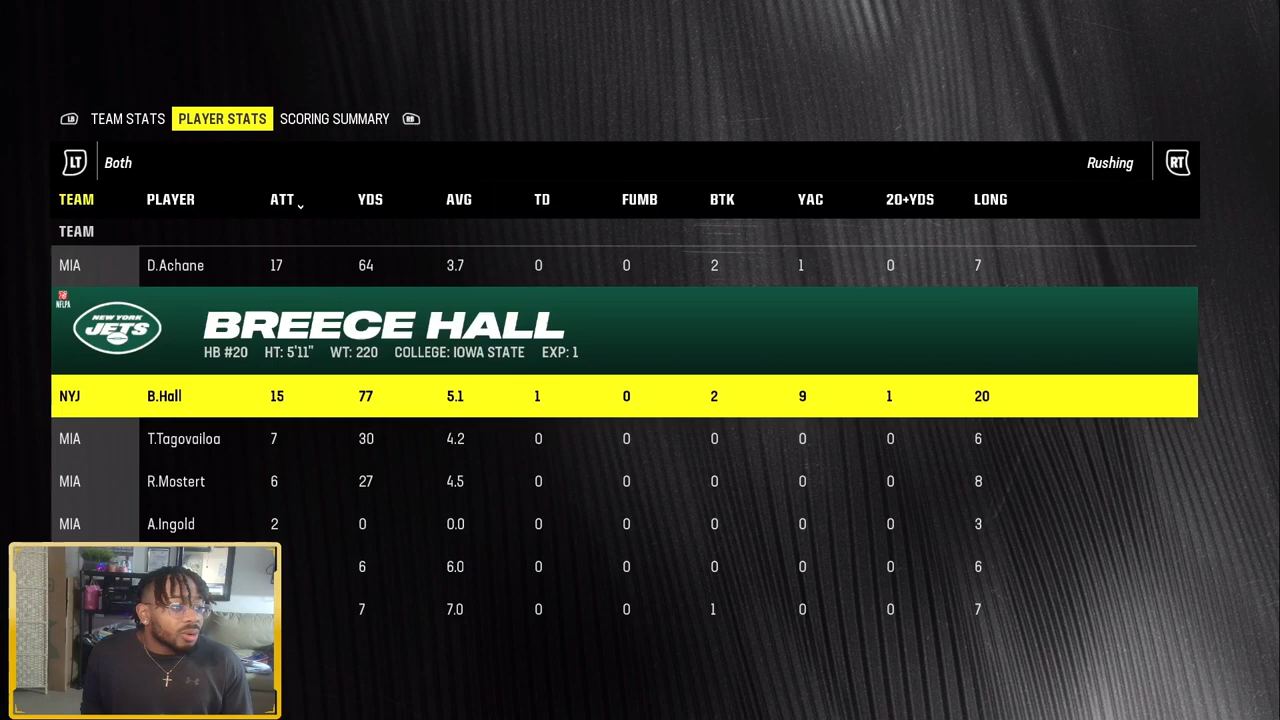 LB TEAM STATS PLAYER STATS SCORING SUMMARY RB
LT Both Rushing RT
TEAM PLAYER ATT YDS AVG TD FUMB BTK YAC 20+YDS LONG
TEAM
MIA D.Achane 17 64 3.7 0 0 2 1 0 7
NFLPA
NEW YORK
JETS
BREECE HALL
HB #20 HT: 5'11" WT: 220 COLLEGE: IOWA STATE EXP: 1
NYJ B.Hall 15 77 5.1 1 0 2 9 1 20
MIA T.Tagovailoa 7 30 4.2 0 0 0 0 0 6
MIA R.Mostert 6 27 4.5 0 0 0 0 0 8
MIA A.Ingold 2 0 0.0 0 0 0 0 0 3
6 6.0 0 0 0 0 0 6
7 7.0 0 0 1 0 0 7